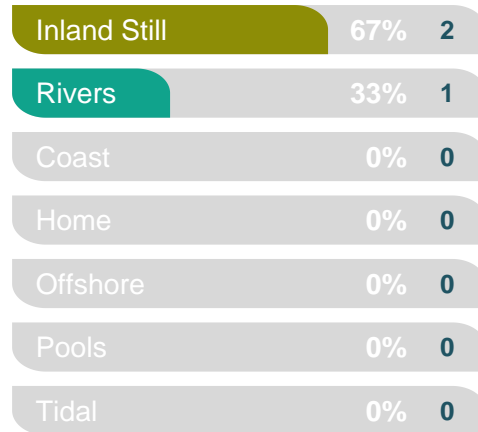 Inland Still 67% 2
Rivers 33% 1
Coast 0% 0
Home 0% 0
Offshore 0% 0
Pools 0% 0
Tidal 0% 0